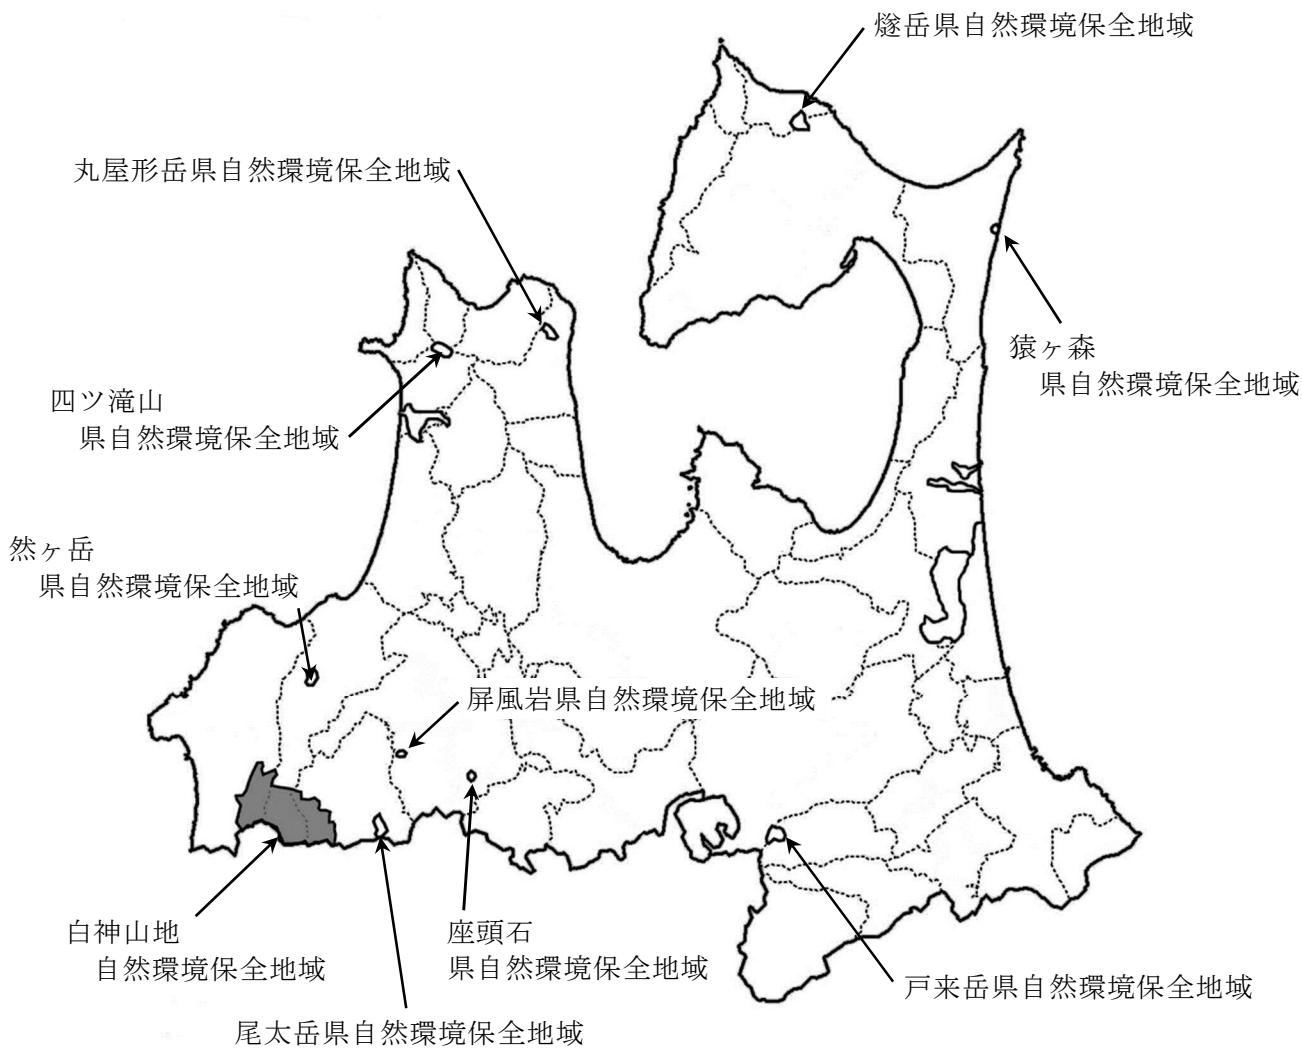 燧岳県自然環境保全地域
丸屋形岳県自然環境保全地域
猿ヶ森
県自然環境保全地域
四ツ滝山
県自然環境保全地域
然ヶ岳
県自然環境保全地域
屏風岩県自然環境保全地域
白神山地
自然環境保全地域
座頭石
県自然環境保全地域
戸来岳県自然環境保全地域
尾太岳県自然環境保全地域